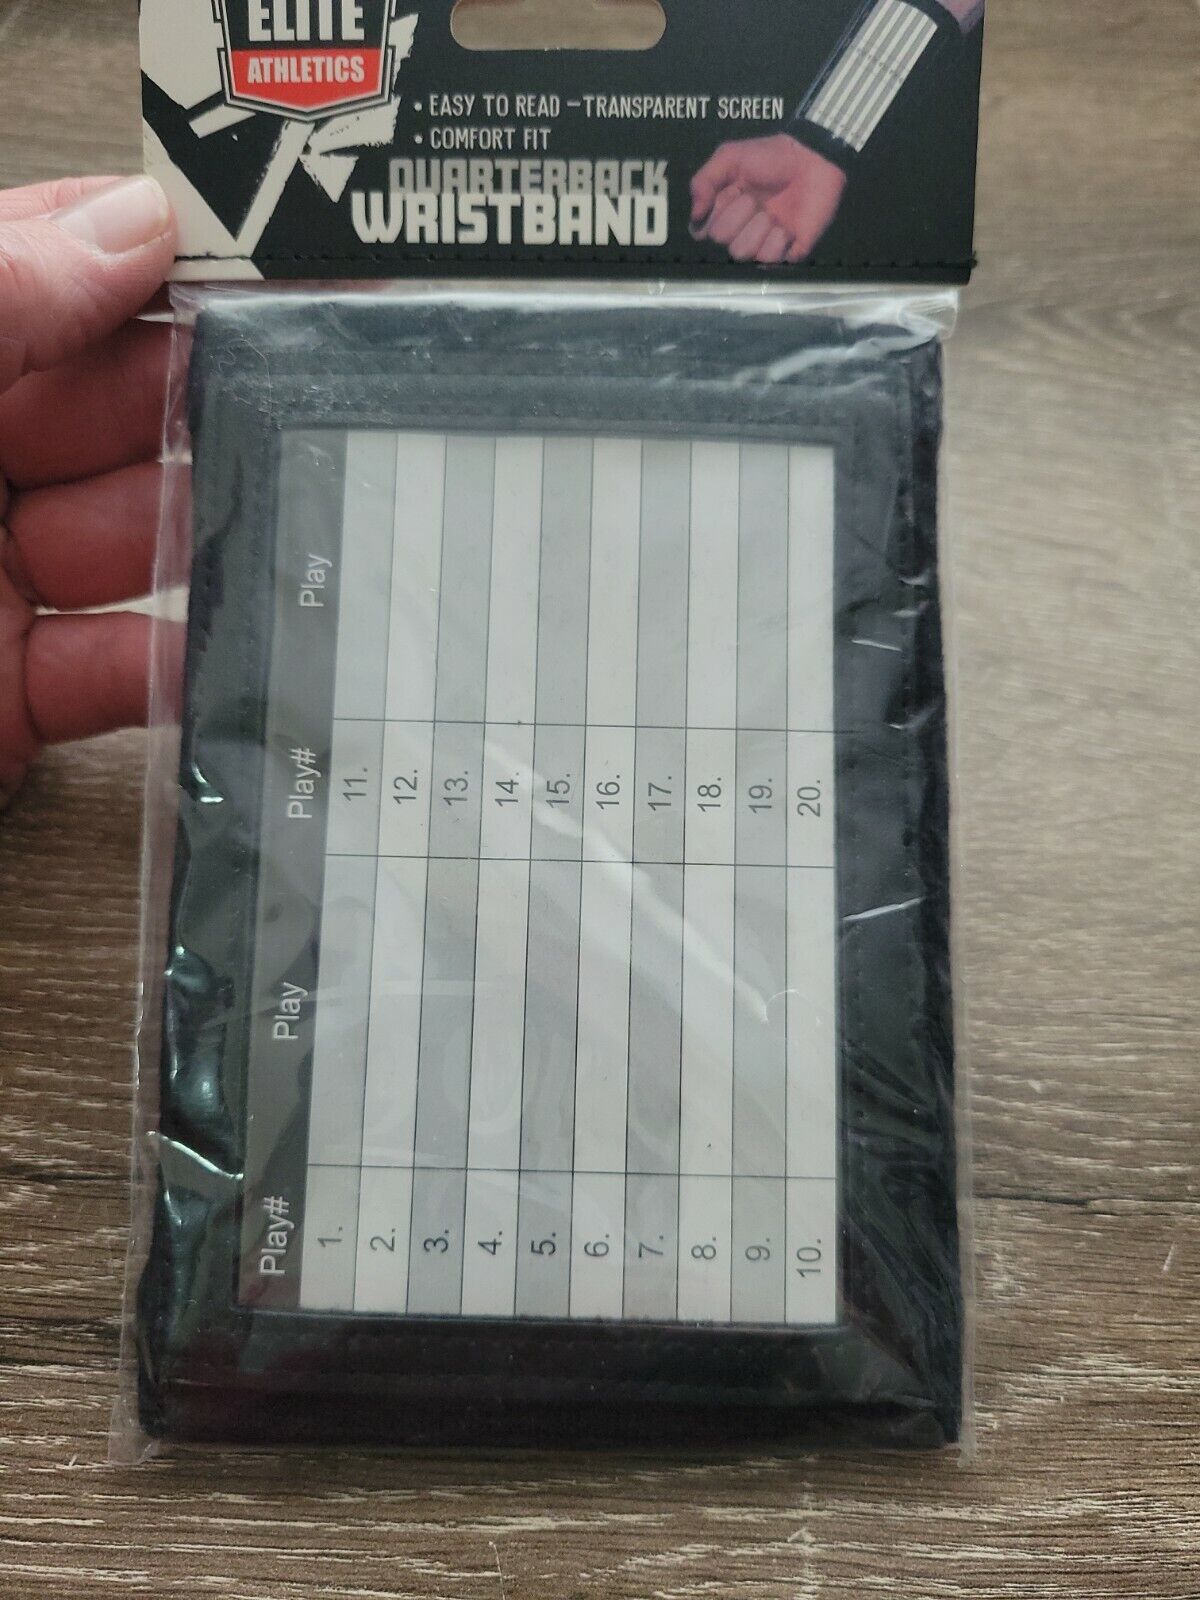 ELITE
ATHLETICS
• EASY TO READ – TRANSPARENT SCREEN
• COMFORT FIT
QUARTERBACK
WRISTBAND
Play# Play Play# Play
1. 11.
2. 12.
3. 13.
4. 14.
5. 15.
6. 16.
7. 17.
8. 18.
9. 19.
10. 20.